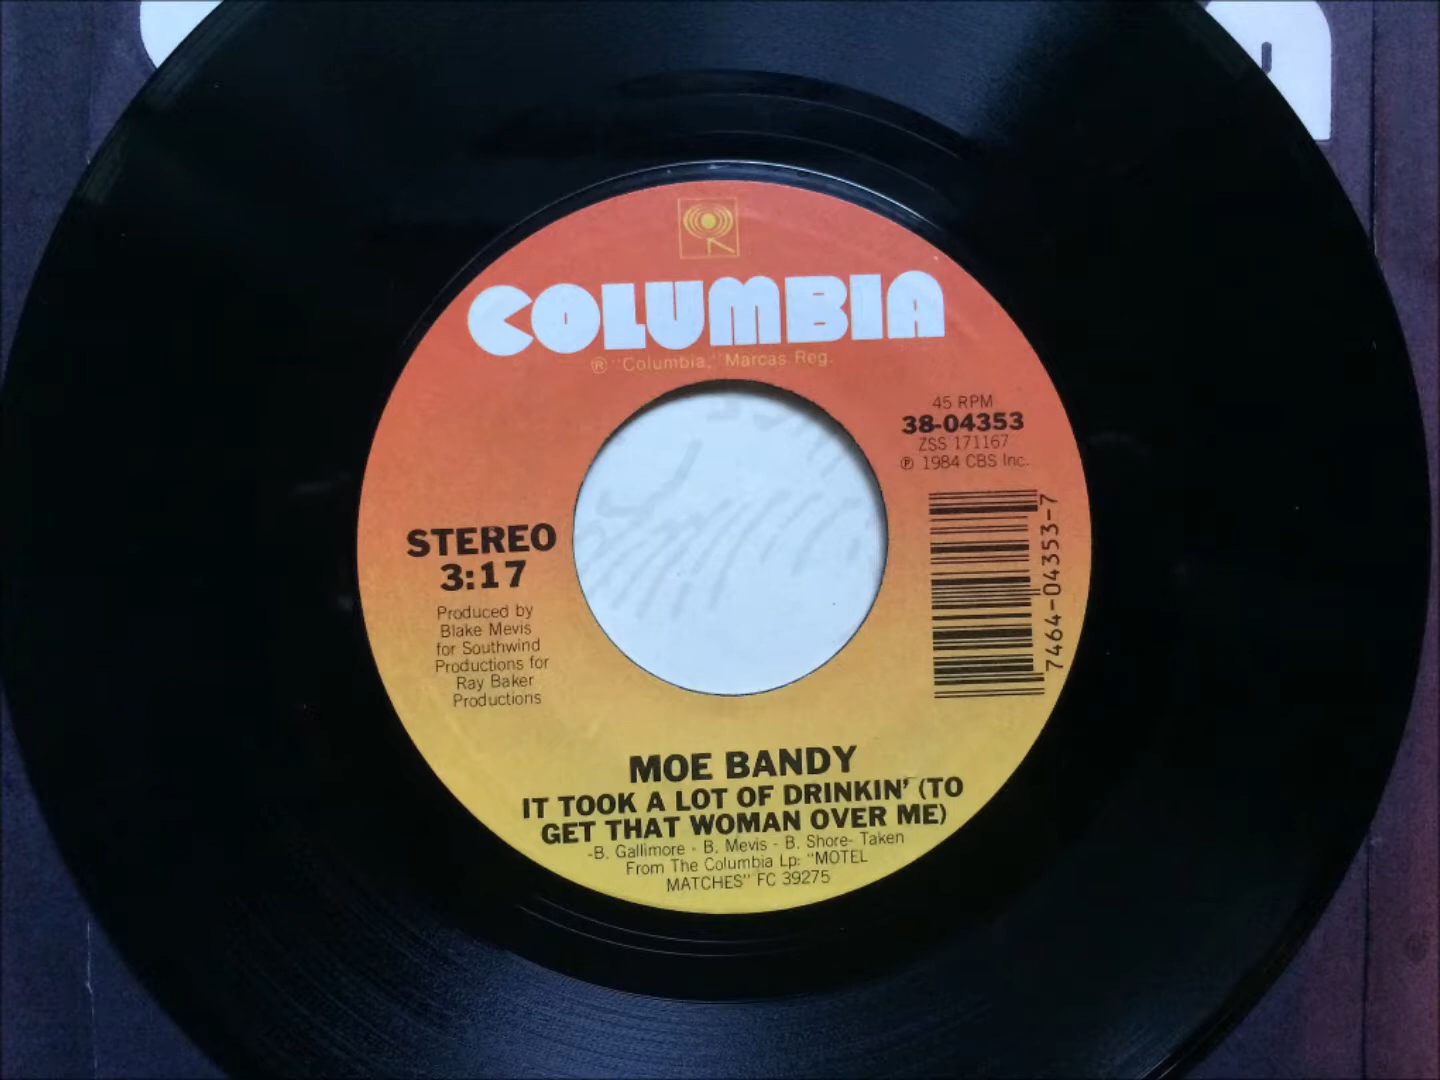 COLUMBIA
® "Columbia," Marcas Reg.
45 RPM
38-04353
ZSS 171167
℗ 1984 CBS Inc.
7464-04353-7
STEREO
3:17
Produced by
Blake Mevis
for Southwind
Productions for
Ray Baker
Productions
MOE BANDY
IT TOOK A LOT OF DRINKIN' (TO
GET THAT WOMAN OVER ME)
-B. Gallimore - B. Mevis - B. Shore- Taken
From The Columbia Lp: "MOTEL
MATCHES" FC 39275